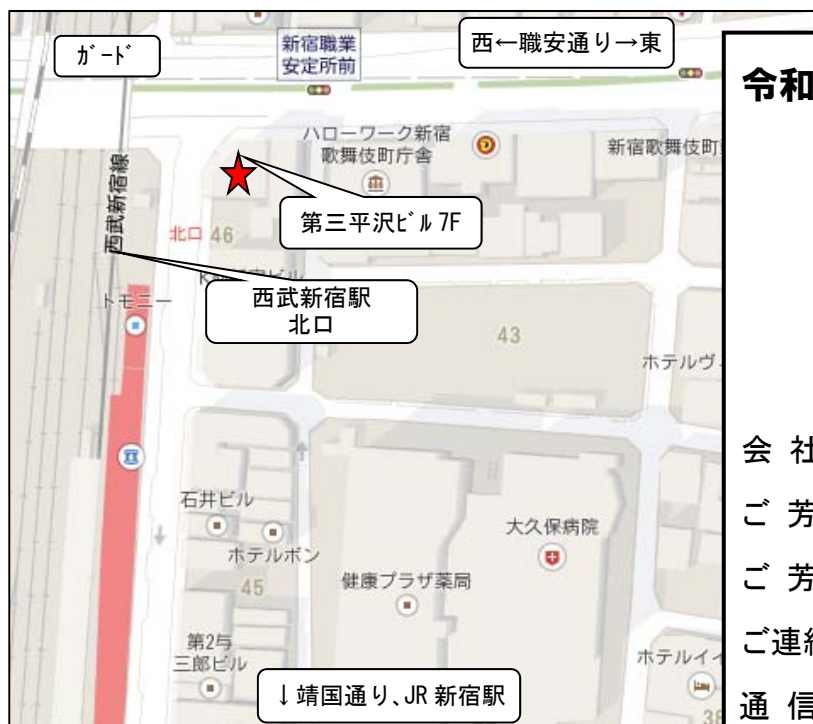 ガード
新宿職業
安定所前
西←職安通り→東
令和
ハローワーク新宿
歌舞伎町庁舎
新宿歌舞伎町
西武新宿線
第三平沢ビル 7F
北口
46
西武新宿駅
北口
トモニー
43
ホテルヴ
会 社
ご 芳
ご 芳
ご連絡
通 信
石井ビル
ホテルボン
大久保病院
45
健康プラザ薬局
第2与
三郎ビル
ホテルイ
↓靖国通り、JR 新宿駅
38